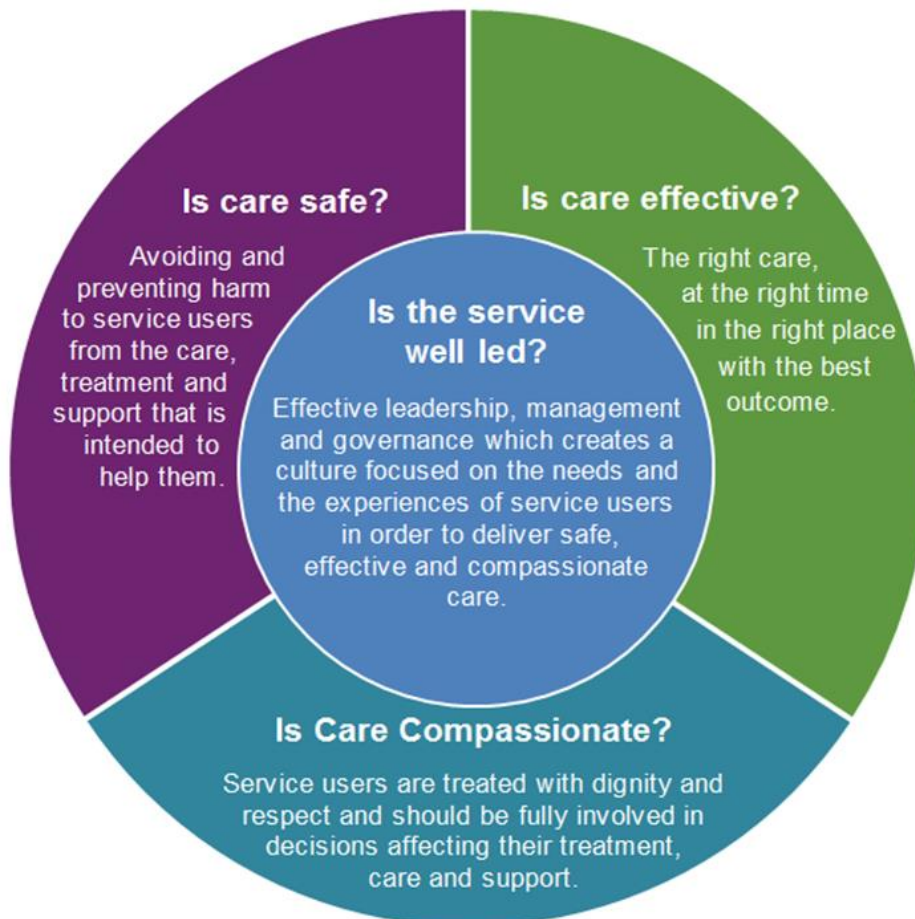 Is care safe?
Avoiding and
preventing harm
to service users
from the care,
treatment and
support that is
intended to
help them.
Is care effective?
The right care,
at the right time
in the right place
with the best
outcome.
Is the service
well led?
Effective leadership, management
and governance which creates a
culture focused on the needs and
the experiences of service users
in order to deliver safe,
effective and compassionate
care.
Is Care Compassionate?
Service users are treated with dignity and
respect and should be fully involved in
decisions affecting their treatment,
care and support.